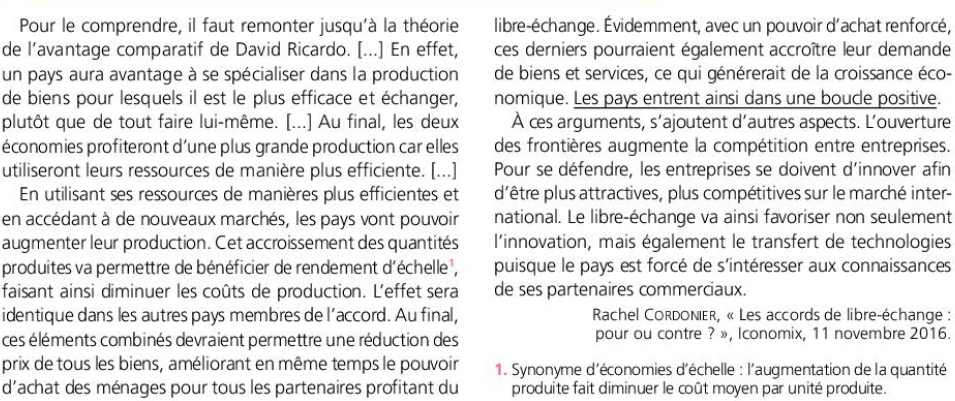 Pour le comprendre, il faut remonter jusqu’à la théorie
de l’avantage comparatif de David Ricardo. [...] En effet,
un pays aura avantage à se spécialiser dans la production
de biens pour lesquels il est le plus efficace et échanger,
plutôt que de tout faire lui-même. [...] Au final, les deux
économies profiteront d’une plus grande production car elles
utiliseront leurs ressources de manière plus efficiente. [...]
En utilisant ses ressources de manières plus efficientes et
en accédant à de nouveaux marchés, les pays vont pouvoir
augmenter leur production. Cet accroissement des quantités
produites va permettre de bénéficier de rendement d’échelle¹,
faisant ainsi diminuer les coûts de production. L’effet sera
identique dans les autres pays membres de l’accord. Au final,
ces éléments combinés devraient permettre une réduction des
prix de tous les biens, améliorant en même temps le pouvoir
d’achat des ménages pour tous les partenaires profitant du
libre-échange. Évidemment, avec un pouvoir d’achat renforcé,
ces derniers pourraient également accroître leur demande
de biens et services, ce qui générerait de la croissance éco-
nomique. Les pays entrent ainsi dans une boucle positive.
À ces arguments, s’ajoutent d’autres aspects. L’ouverture
des frontières augmente la compétition entre entreprises.
Pour se défendre, les entreprises se doivent d’innover afin
d’être plus attractives, plus compétitives sur le marché inter-
national. Le libre-échange va ainsi favoriser non seulement
l’innovation, mais également le transfert de technologies
puisque le pays est forcé de s’intéresser aux connaissances
de ses partenaires commerciaux.
Rachel CORDONIER, « Les accords de libre-échange :
pour ou contre ? », Iconomix, 11 novembre 2016.
1. Synonyme d’économies d’échelle : l’augmentation de la quantité
produite fait diminuer le coût moyen par unité produite.